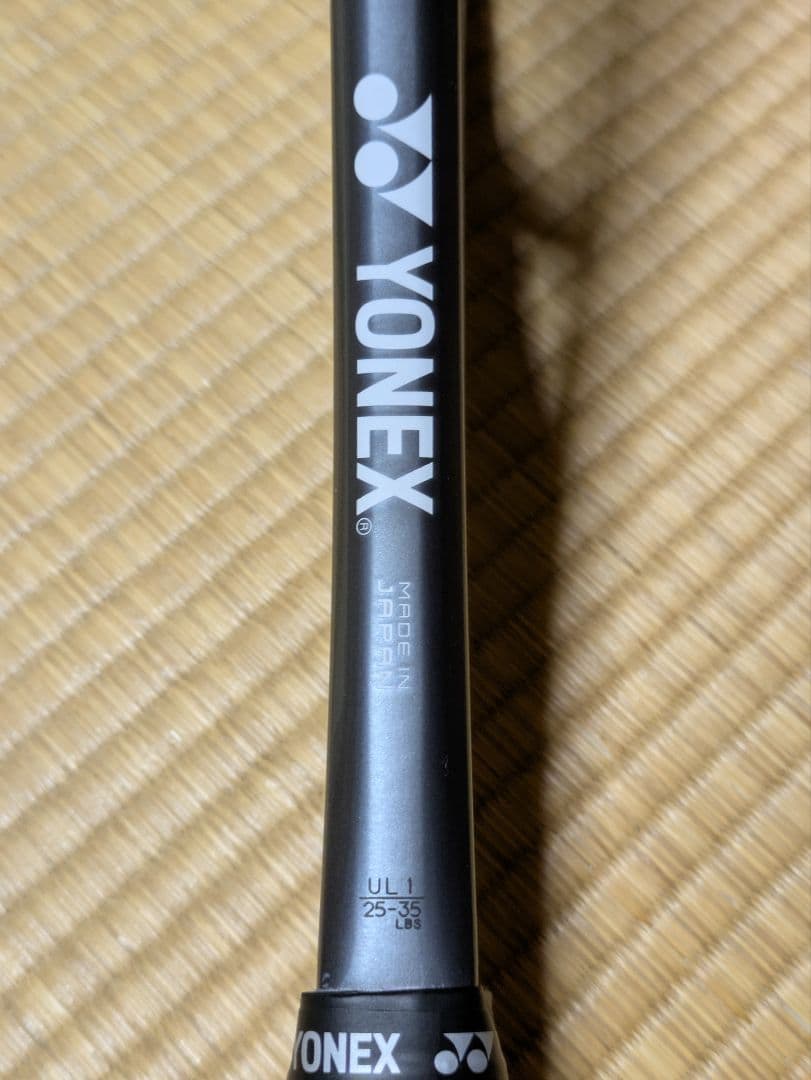 YONEX®
MADE IN
JAPAN
UL1
25-35
LBS
YONEX